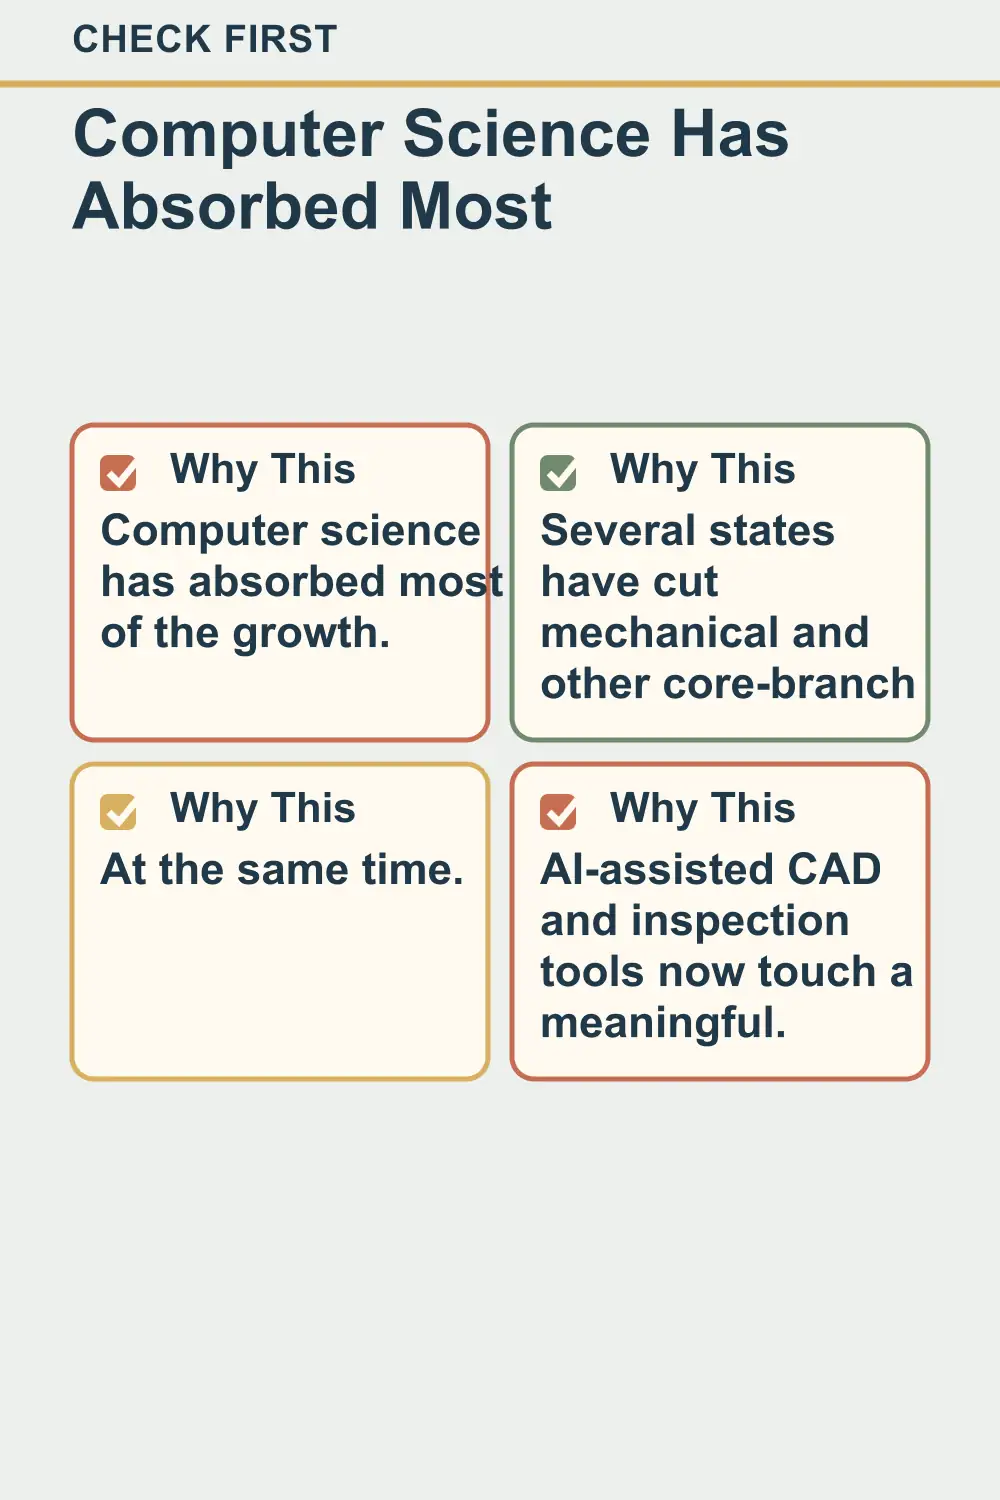 CHECK FIRST
Computer Science Has
Absorbed Most
Why This
Computer science
has absorbed most
of the growth.
Why This
Several states
have cut
mechanical and
other core-branch
Why This
At the same time.
Why This
AI-assisted CAD
and inspection
tools now touch a
meaningful.